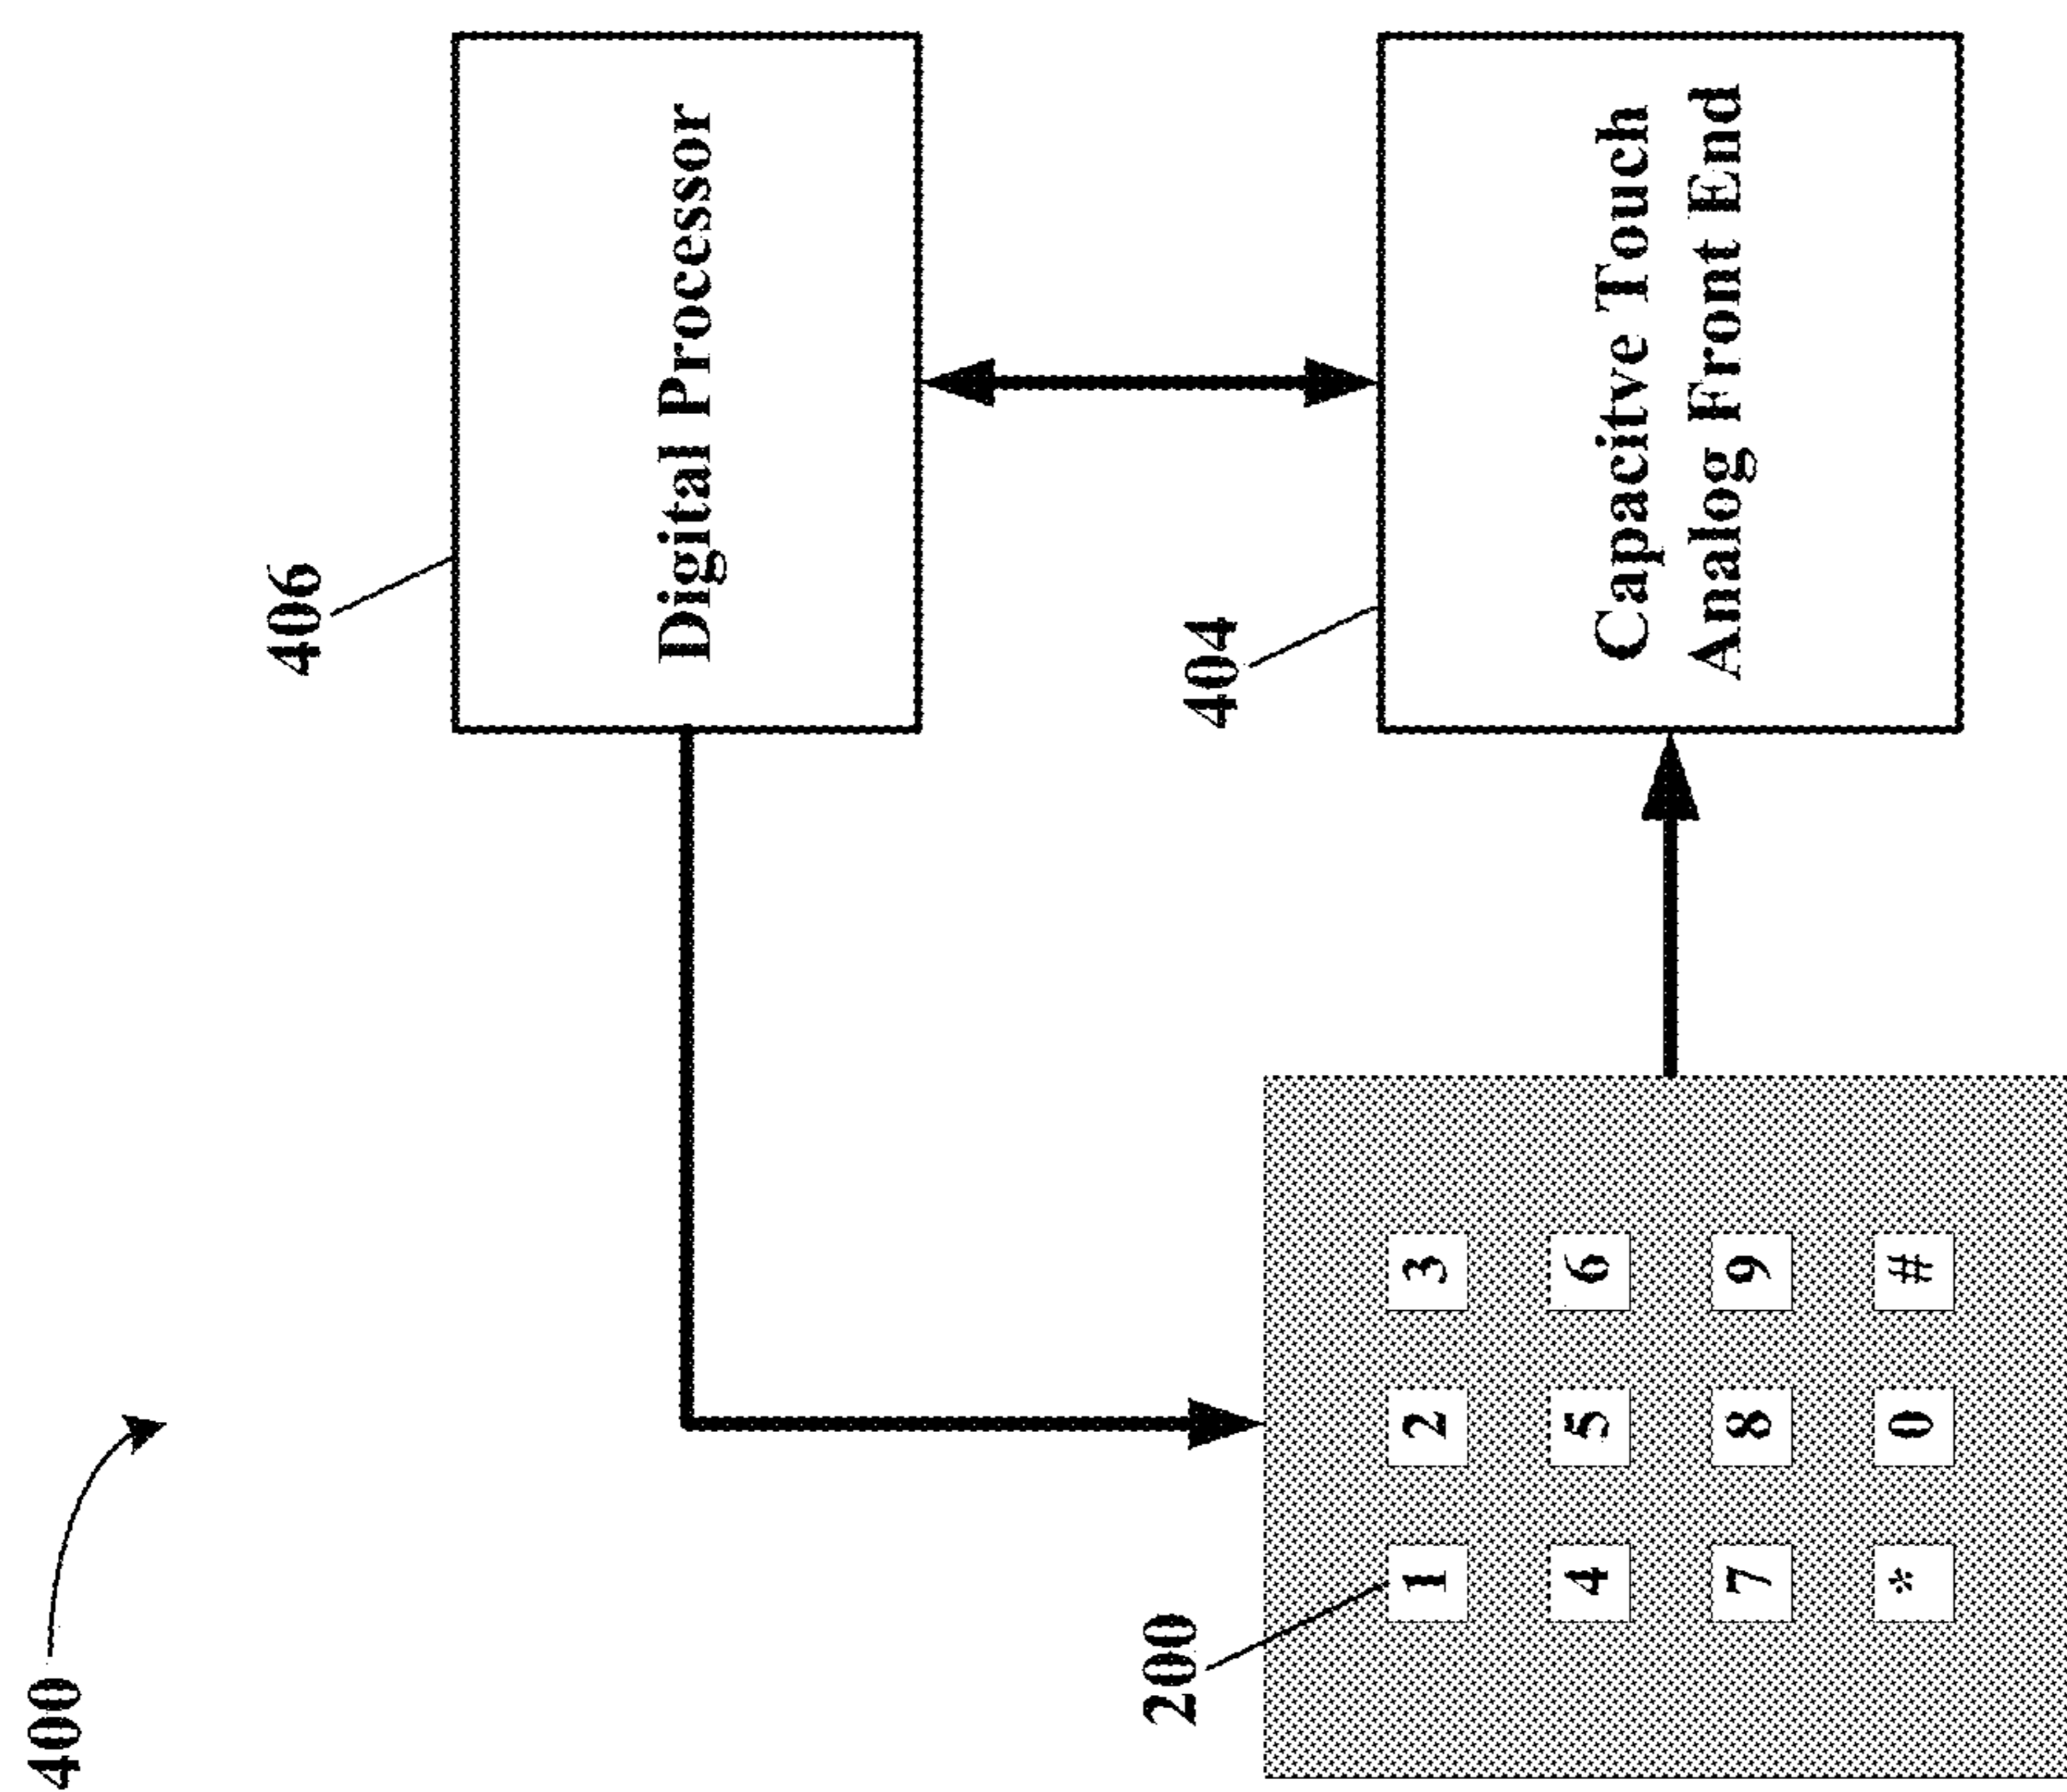 400
406
Digital Processor
404
Capacitve Touch
Analog Front End
200
1 2 3
4 5 6
7 8 9
* 0 #